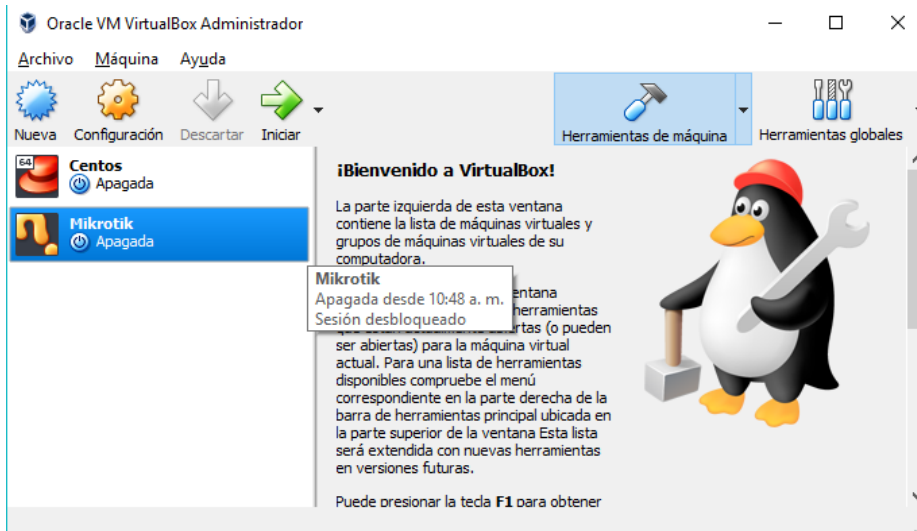 Oracle VM VirtualBox Administrador
Archivo Máquina Ayuda
Nueva Configuración Descartar Iniciar Herramientas de máquina Herramientas globales
64
Centos
Apagada
Mikrotik
Apagada
¡Bienvenido a VirtualBox!
La parte izquierda de esta ventana
contiene la lista de máquinas virtuales y
grupos de máquinas virtuales de su
computadora.
Mikrotik
Apagada desde 10:48 a. m.
Sesión desbloqueado
entana
herramientas
(o pueden
ser abiertas) para la máquina virtual
actual. Para una lista de herramientas
disponibles compruebe el menú
correspondiente en la parte derecha de la
barra de herramientas principal ubicada en
la parte superior de la ventana Esta lista
será extendida con nuevas herramientas
en versiones futuras.
Puede presionar la tecla F1 para obtener